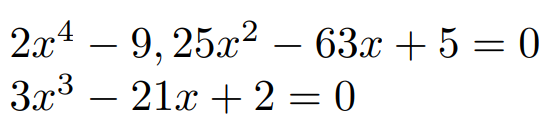 2x⁴ − 9, 25x² − 63x + 5 = 0
3x³ − 21x + 2 = 0